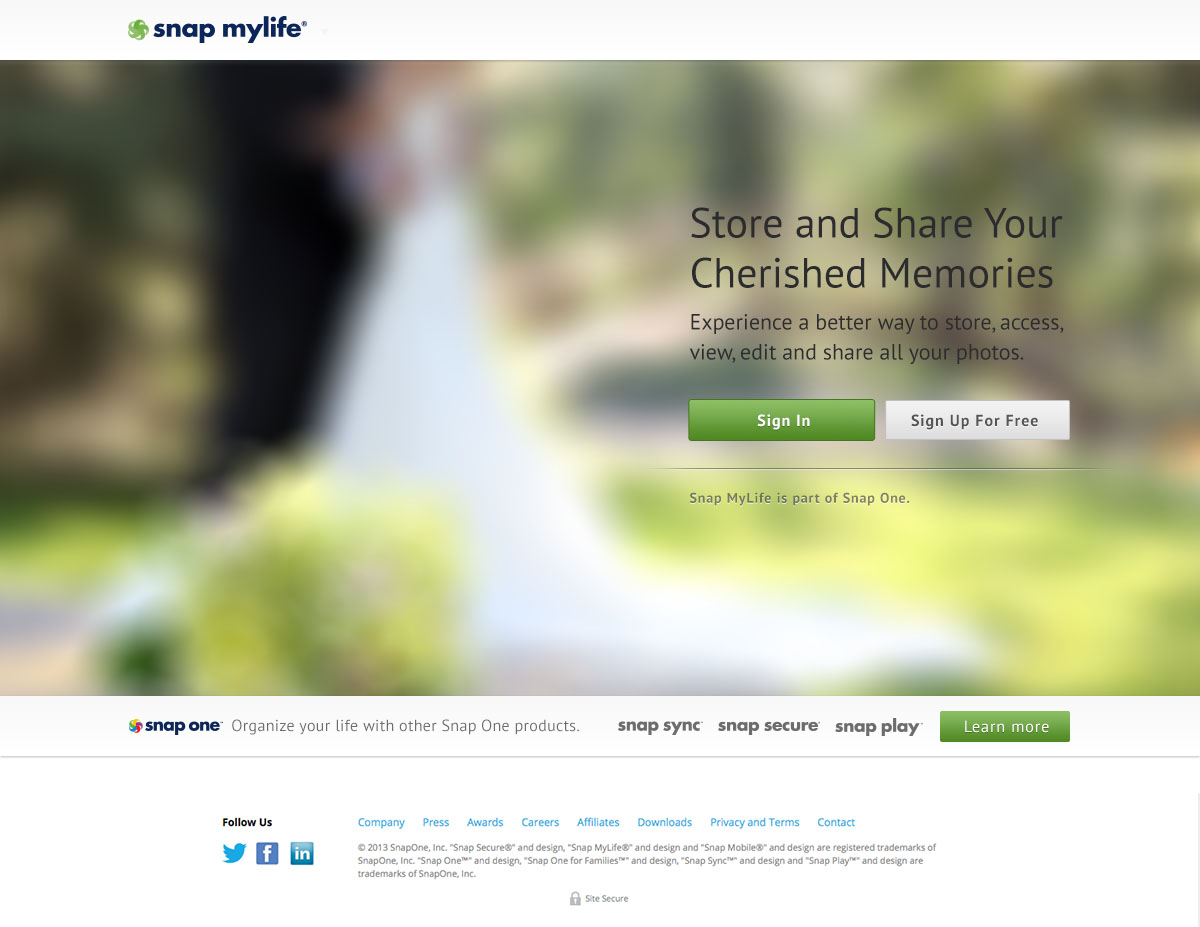 snap mylife®
Store and Share Your
Cherished Memories
Experience a better way to store, access,
view, edit and share all your photos.
Sign In
Sign Up For Free
Snap MyLife is part of Snap One.
snap one™ Organize your life with other Snap One products. snap sync™ snap secure® snap play™ Learn more
Follow Us
Company Press Awards Careers Affiliates Downloads Privacy and Terms Contact
© 2013 SnapOne, Inc. "Snap Secure®" and design, "Snap MyLife®" and design and "Snap Mobile®" and design are registered trademarks of
SnapOne, Inc. "Snap One™" and design, "Snap One for Families™" and design, "Snap Sync™" and design and "Snap Play™" and design are
trademarks of SnapOne, Inc.
Site Secure